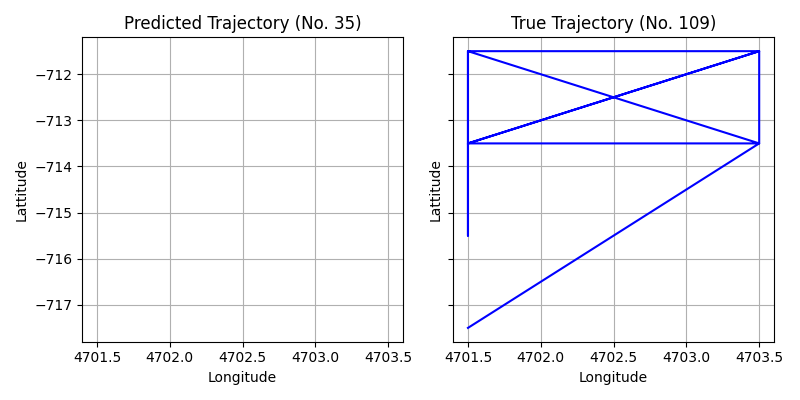 Predicted Trajectory (No. 35)
True Trajectory (No. 109)
Lattitude
−712
−713
−714
−715
−716
−717
4701.5 4702.0 4702.5 4703.0 4703.5
Longitude
Lattitude
4701.5 4702.0 4702.5 4703.0 4703.5
Longitude